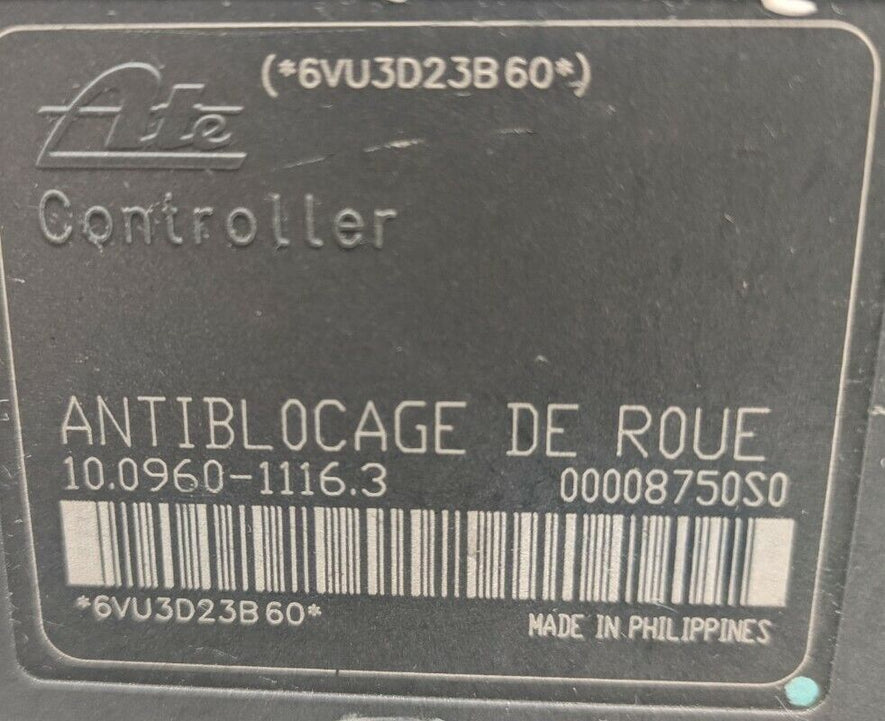 (*6VU3D23B60*)
Ate
Controller
ANTIBLOCAGE DE ROUE
10.0960-1116.3 00008750S0
*6VU3D23B60*
MADE IN PHILIPPINES